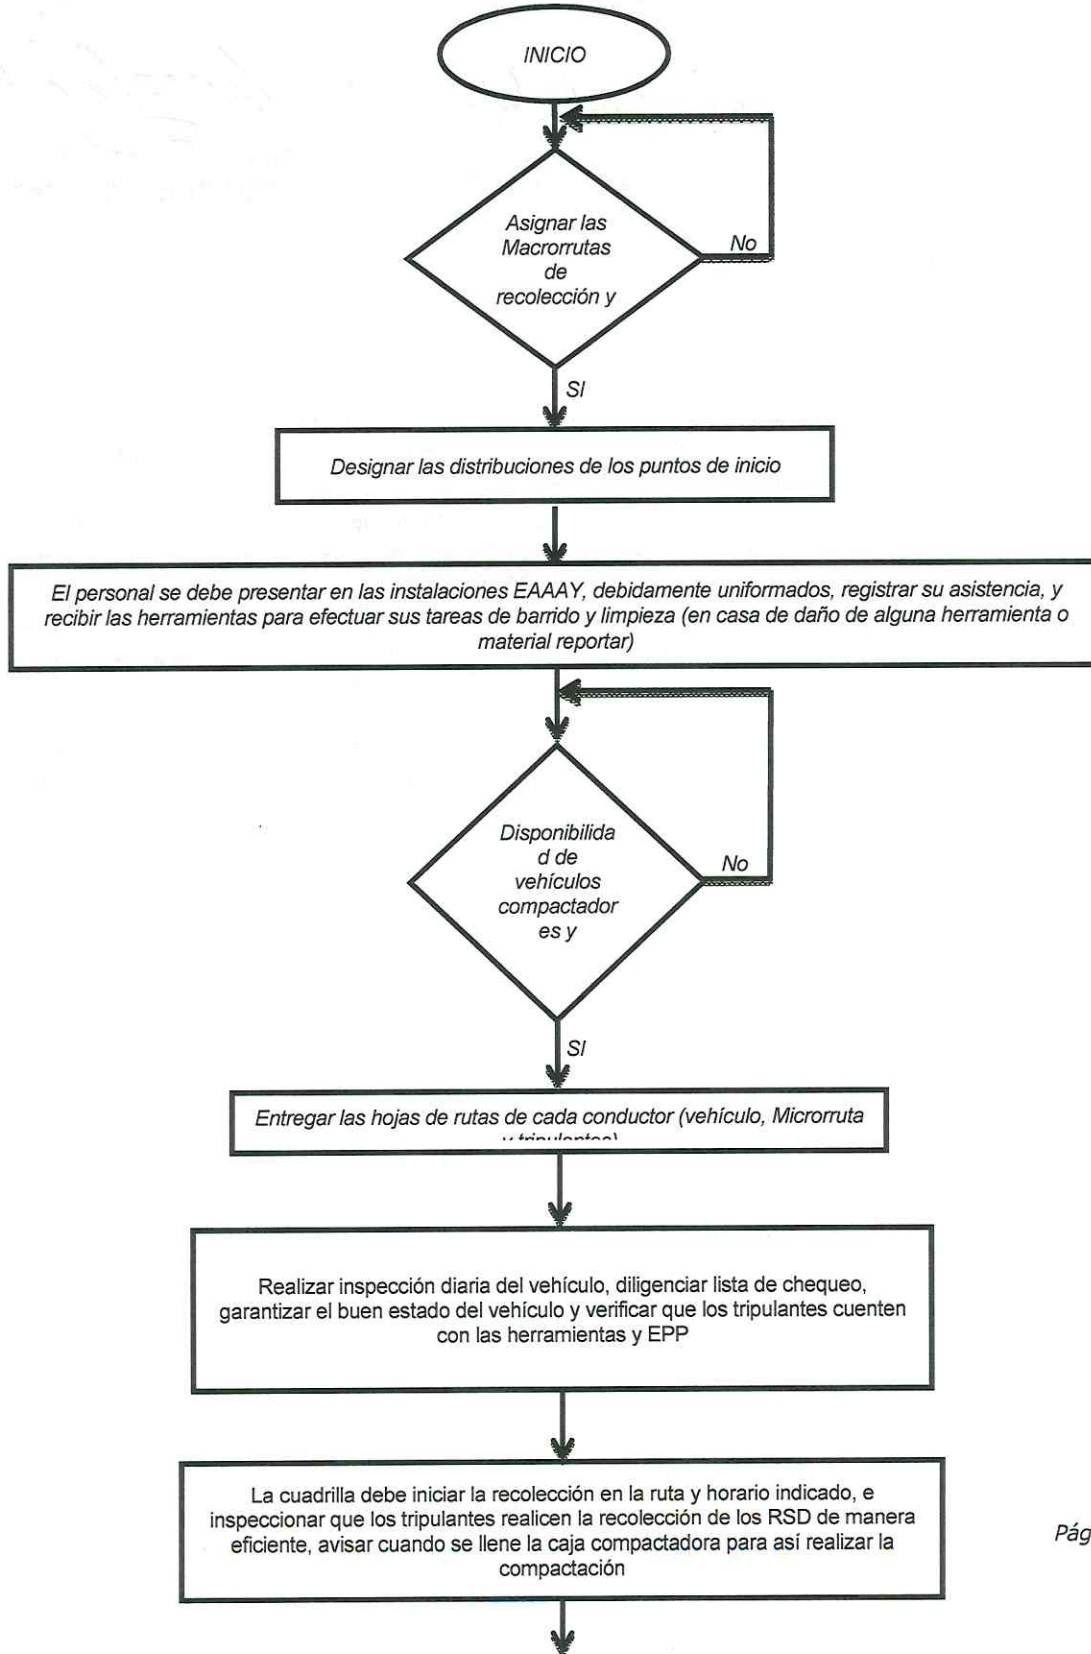 INICIO
Asignar las
Macrorrutas
de
recolección y
No
SI
Designar las distribuciones de los puntos de inicio
El personal se debe presentar en las instalaciones EAAAY, debidamente uniformados, registrar su asistencia, y
recibir las herramientas para efectuar sus tareas de barrido y limpieza (en casa de daño de alguna herramienta o
material reportar)
Disponibilida
d de
vehículos
compactador
es y
No
SI
Entregar las hojas de rutas de cada conductor (vehículo, Microrruta
Realizar inspección diaria del vehículo, diligenciar lista de chequeo,
garantizar el buen estado del vehículo y verificar que los tripulantes cuenten
con las herramientas y EPP
La cuadrilla debe iniciar la recolección en la ruta y horario indicado, e
inspeccionar que los tripulantes realicen la recolección de los RSD de manera
eficiente, avisar cuando se llene la caja compactadora para así realizar la
compactación
Pág